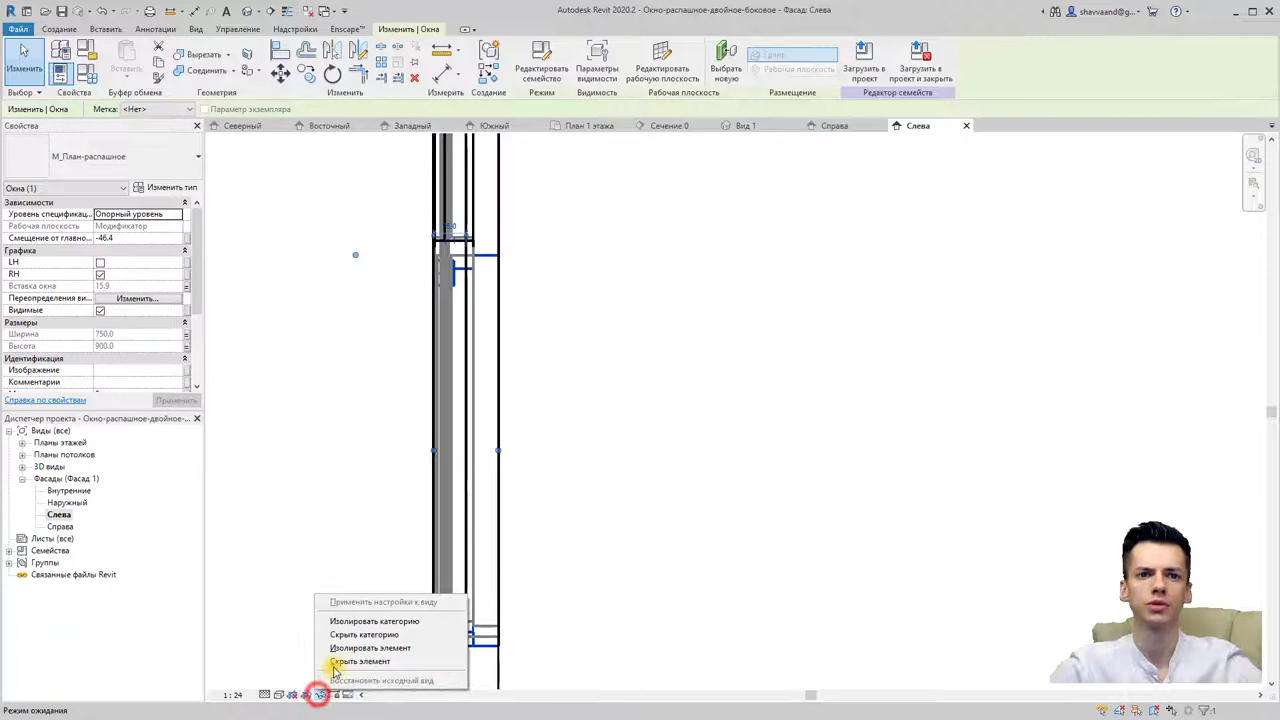 Autodesk Revit 2020.2 - Окно-распашное-двойное-боковое - Фасад: Слева
shavvaand@g...
Файл Создание Вставить Аннотации Вид Управление Надстройки Enscape™ Изменить | Окна
Изменить
Вставить
Вырезать
Соединить
Редактировать семейство
Параметры видимости
Редактировать рабочую плоскость
Выбрать новую
Грань
Рабочая плоскость
Загрузить в проект
Загрузить в проект и закрыть
Выбор Свойства Буфер обмена Геометрия Изменить Измерить Создание Режим Видимость Рабочая плоскость Размещение Редактор семейств
Изменить | Окна Метка: <Нет> Параметр экземпляра
Свойства
Северный Восточный Западный Южный План 1 этажа Сечение 0 Вид 1 Справа Слева
М_План-распашное
Окна (1) Изменить тип
Зависимости
Уровень спецификац... Опорный уровень
Рабочая плоскость Модификатор
Смещение от главно... -46.4
Графика
LH
RH
Вставка окна 15.9
Переопределения ви... Изменить...
Видимые
Размеры
Ширина 750.0
Высота 900.0
Идентификация
Изображение
Комментарии
Справка по свойствам Применить
Диспетчер проекта - Окно-распашное-двойное-...
Виды (все)
Планы этажей
Планы потолков
3D виды
Фасады (Фасад 1)
Внутренние
Наружный
Слева
Справа
Листы (все)
Семейства
Группы
Связанные файлы Revit
Применить настройки к виду
Изолировать категорию
Скрыть категорию
Изолировать элемент
Скрыть элемент
Восстановить исходный вид
1 : 24
Режим ожидания
:1